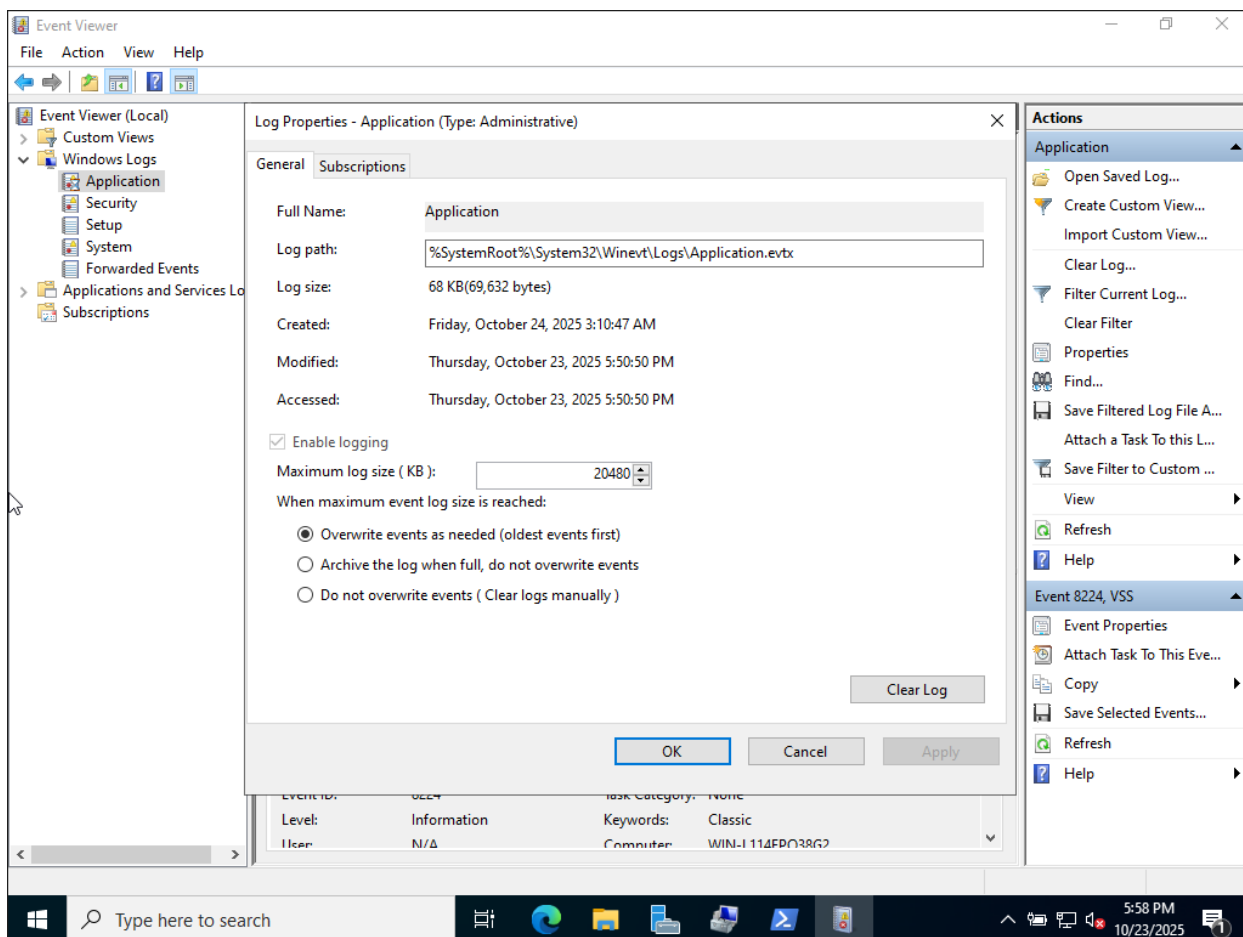 Event Viewer
File Action View Help
Event Viewer (Local)
Custom Views
Windows Logs
Application
Security
Setup
System
Forwarded Events
Applications and Services Lo
Subscriptions
Log Properties - Application (Type: Administrative)
General Subscriptions
Full Name: Application
Log path: %SystemRoot%\System32\Winevt\Logs\Application.evtx
Log size: 68 KB(69,632 bytes)
Created: Friday, October 24, 2025 3:10:47 AM
Modified: Thursday, October 23, 2025 5:50:50 PM
Accessed: Thursday, October 23, 2025 5:50:50 PM
Enable logging
Maximum log size ( KB ): 20480
When maximum event log size is reached:
Overwrite events as needed (oldest events first)
Archive the log when full, do not overwrite events
Do not overwrite events ( Clear logs manually )
Clear Log
OK Cancel Apply
Event ID: 8224 Task Category: None
Level: Information Keywords: Classic
User: N/A Computer:
Actions
Application
Open Saved Log...
Create Custom View...
Import Custom View...
Clear Log...
Filter Current Log...
Clear Filter
Properties
Find...
Save Filtered Log File A...
Attach a Task To this L...
Save Filter to Custom ...
View
Refresh
Help
Event 8224, VSS
Event Properties
Attach Task To This Eve...
Copy
Save Selected Events...
Refresh
Help
Type here to search
5:58 PM
10/23/2025
1